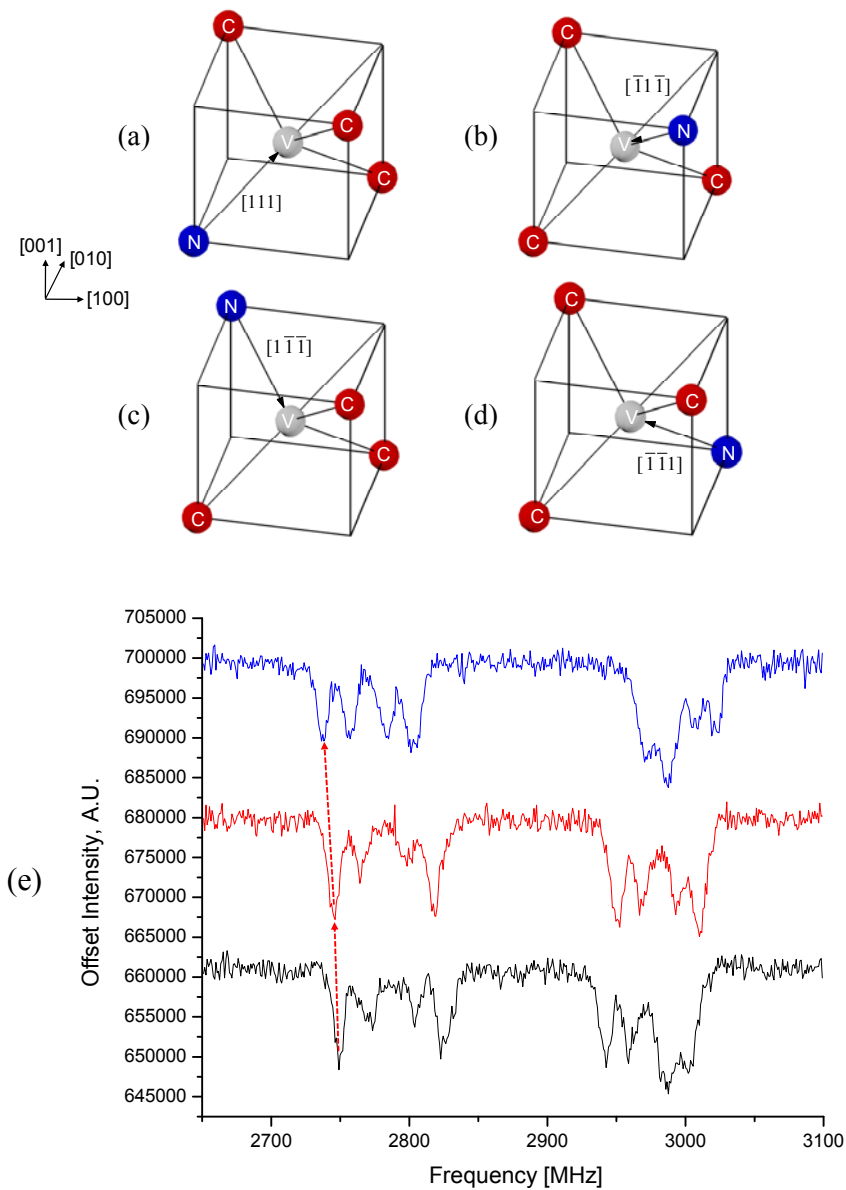 C
C
(a)
V
C
C
[111]
N
C
[1̅11̅]
(b)
V
N
C
C
[001]
[010]
[100]
N
[11̅1̅]
(c)
V
C
C
C
C
(d)
V
C
N
[1̅1̅1]
C
(e)
Offset Intensity, A.U.
705000
700000
695000
690000
685000
680000
675000
670000
665000
660000
655000
650000
645000
2700 2800 2900 3000 3100
Frequency [MHz]